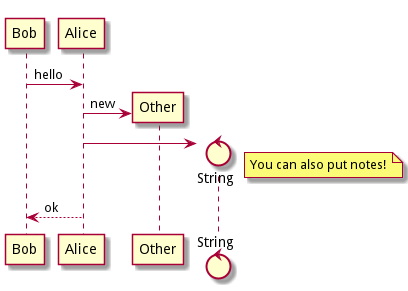 Bob Alice
hello
new
Other
String
You can also put notes!
ok
Bob Alice Other String